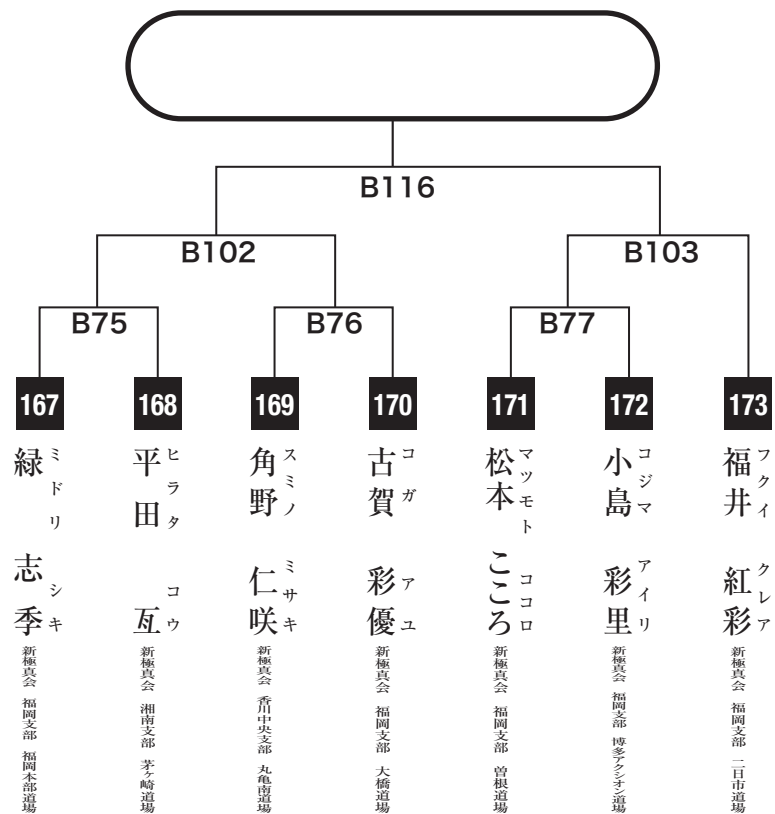 B116
B102
B103
B75
B76
B77
167
168
169
170
171
172
173
緑 志季
ミドリ シキ
新極真会 福岡支部 福岡本部道場
平田 亙
ヒラタ コウ
新極真会 湘南支部 茅ヶ崎道場
角野 仁咲
スミノ ミサキ
新極真会 香川中央支部 丸亀南道場
古賀 彩優
コガ アユ
新極真会 福岡支部 大橋道場
松本 こころ
マツモト ココロ
新極真会 福岡支部 曽根道場
小島 彩里
コジマ アイリ
新極真会 福岡支部 博多アクシオン道場
福井 紅彩
フクイ クレア
新極真会 福岡支部 二日市道場